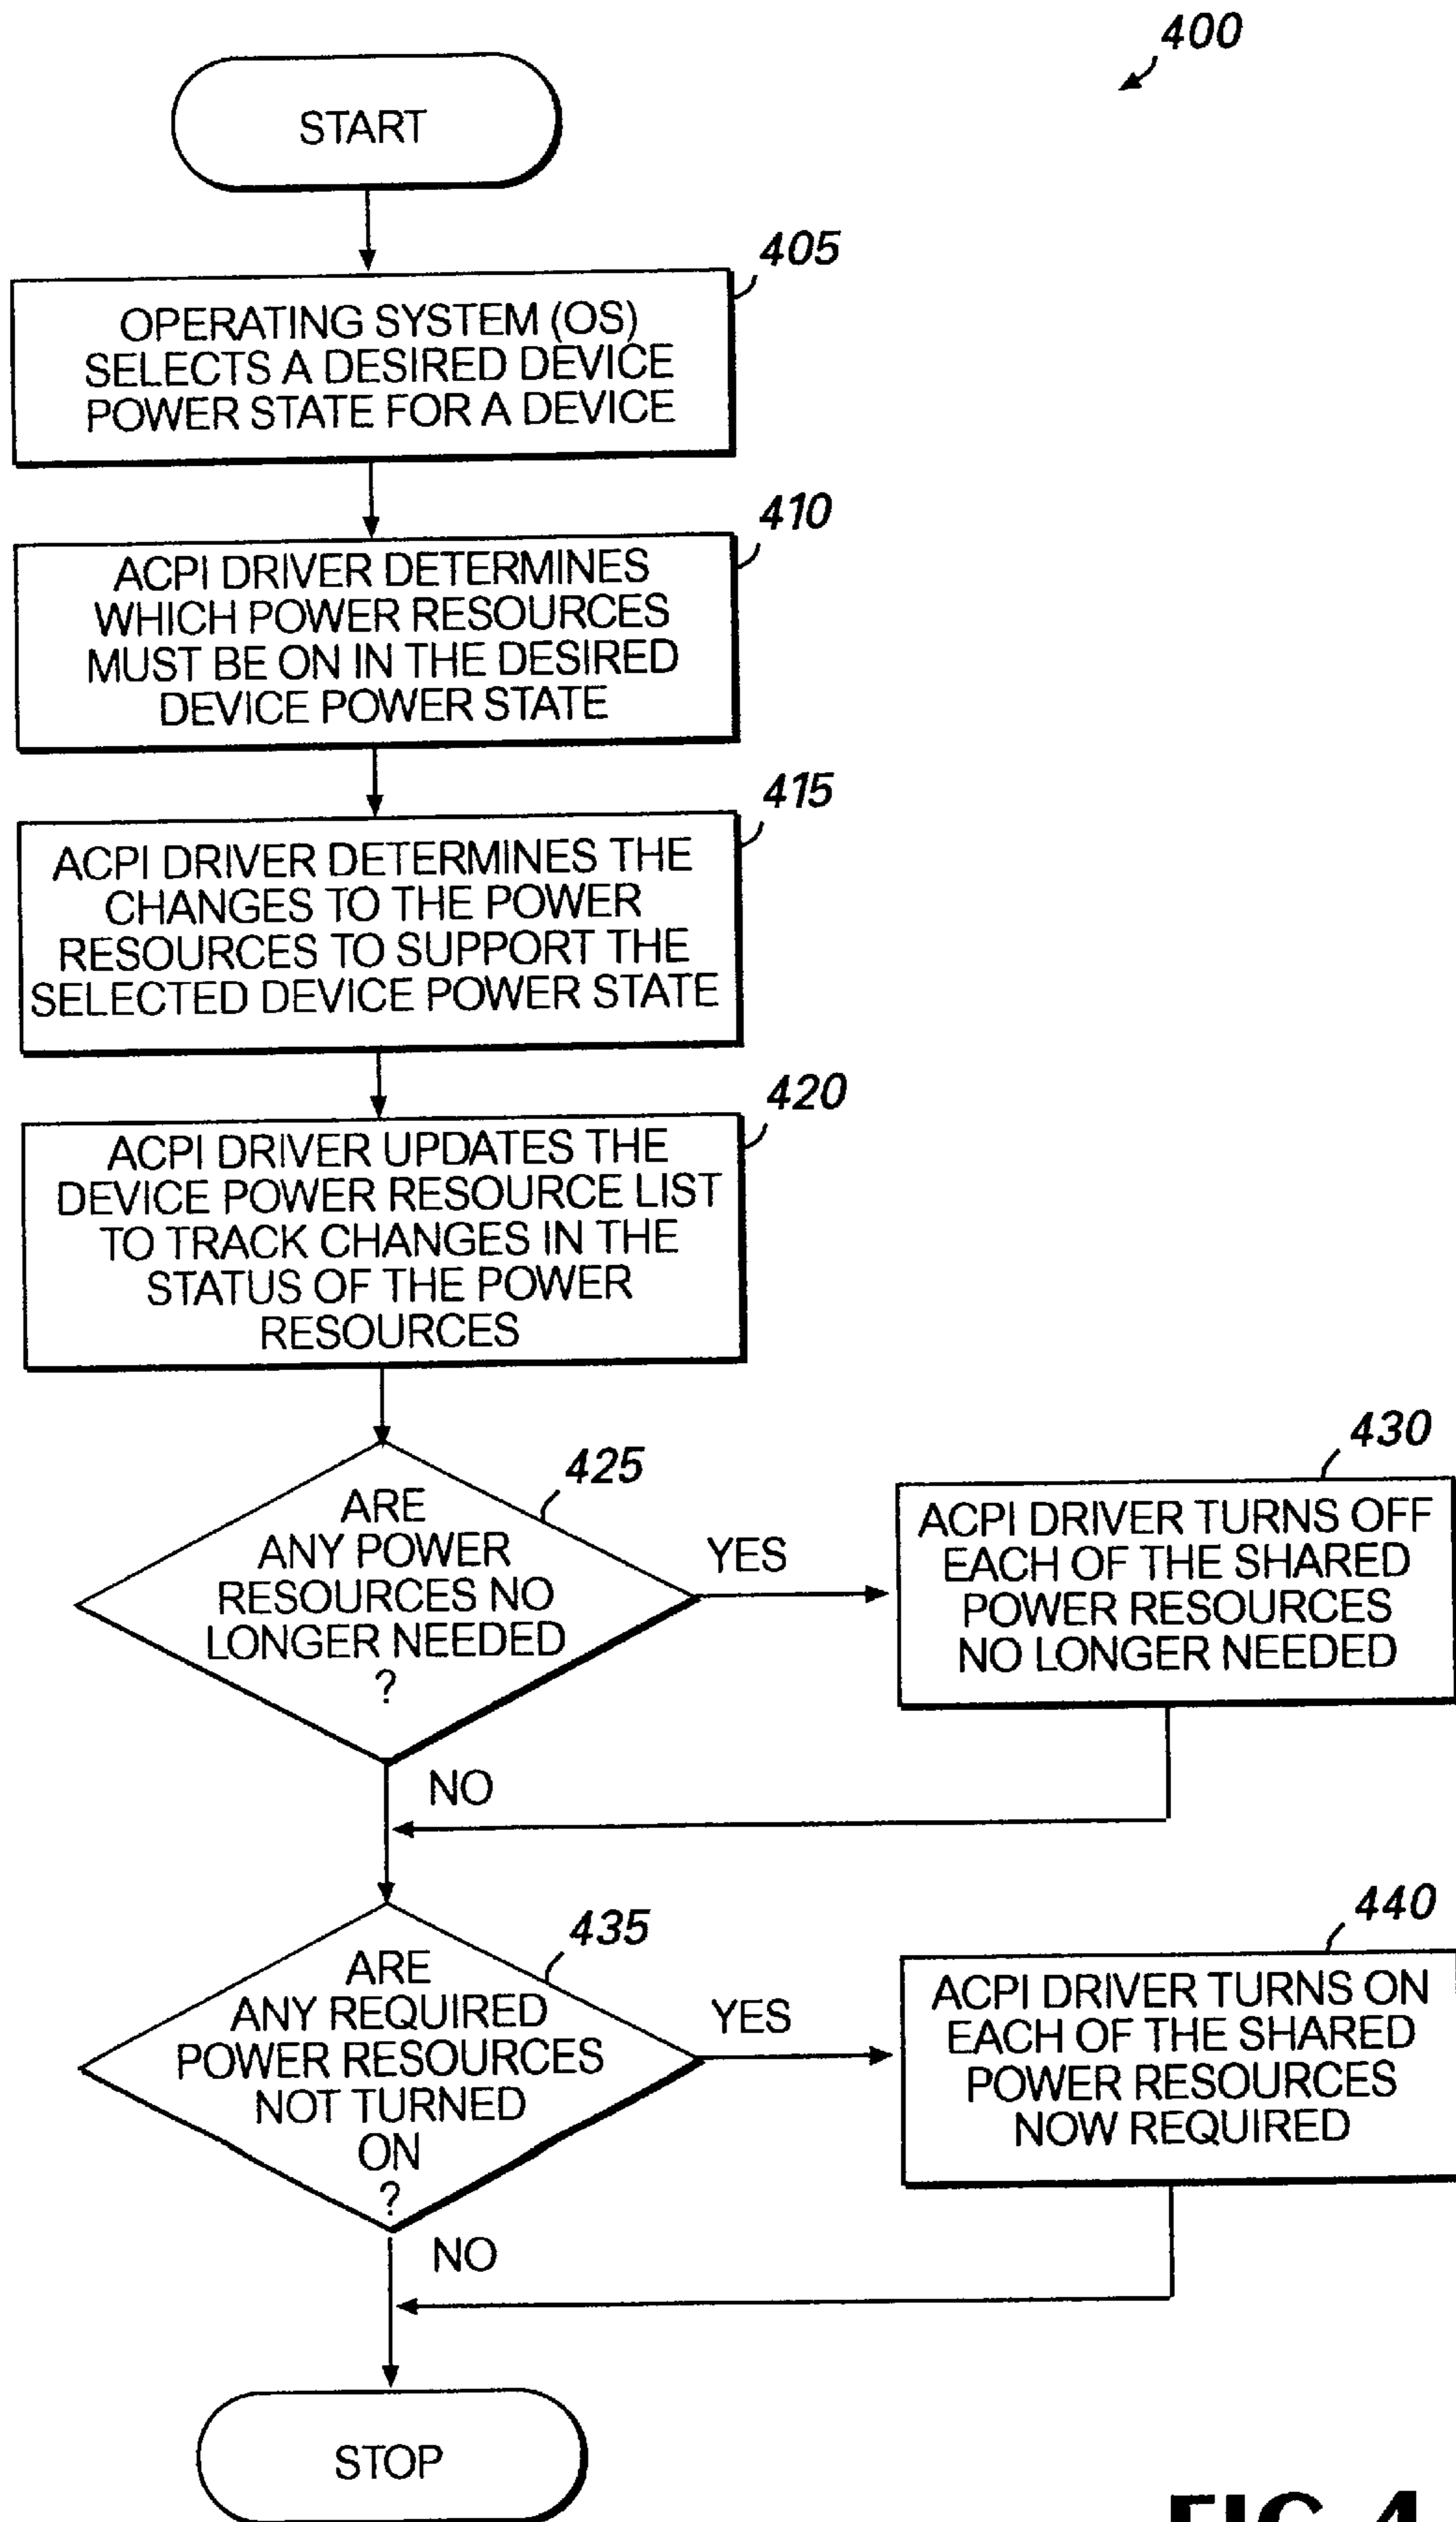 400
START
405
OPERATING SYSTEM (OS)
SELECTS A DESIRED DEVICE
POWER STATE FOR A DEVICE
410
ACPI DRIVER DETERMINES
WHICH POWER RESOURCES
MUST BE ON IN THE DESIRED
DEVICE POWER STATE
415
ACPI DRIVER DETERMINES THE
CHANGES TO THE POWER
RESOURCES TO SUPPORT THE
SELECTED DEVICE POWER STATE
420
ACPI DRIVER UPDATES THE
DEVICE POWER RESOURCE LIST
TO TRACK CHANGES IN THE
STATUS OF THE POWER
RESOURCES
425
ARE
ANY POWER
RESOURCES NO
LONGER NEEDED
?
YES
430
ACPI DRIVER TURNS OFF
EACH OF THE SHARED
POWER RESOURCES
NO LONGER NEEDED
NO
435
ARE
ANY REQUIRED
POWER RESOURCES
NOT TURNED
ON
?
YES
440
ACPI DRIVER TURNS ON
EACH OF THE SHARED
POWER RESOURCES
NOW REQUIRED
NO
STOP
FIG. 4